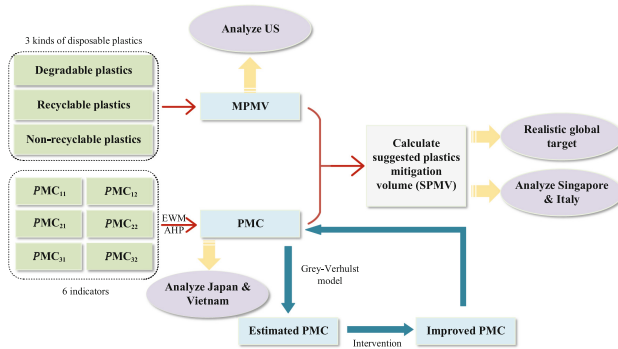 3 kinds of disposable plastics
Degradable plastics
Recyclable plastics
Non-recyclable plastics
Analyze US
MPMV
Calculate
suggested plastics
mitigation
volume (SPMV)
Realistic global
target
Analyze Singapore
& Italy
PMC₁₁
PMC₁₂
PMC₂₁
PMC₂₂
PMC₃₁
PMC₃₂
6 indicators
EWM
AHP
PMC
Analyze Japan &
Vietnam
Grey-Verhulst
model
Estimated PMC
Intervention
Improved PMC